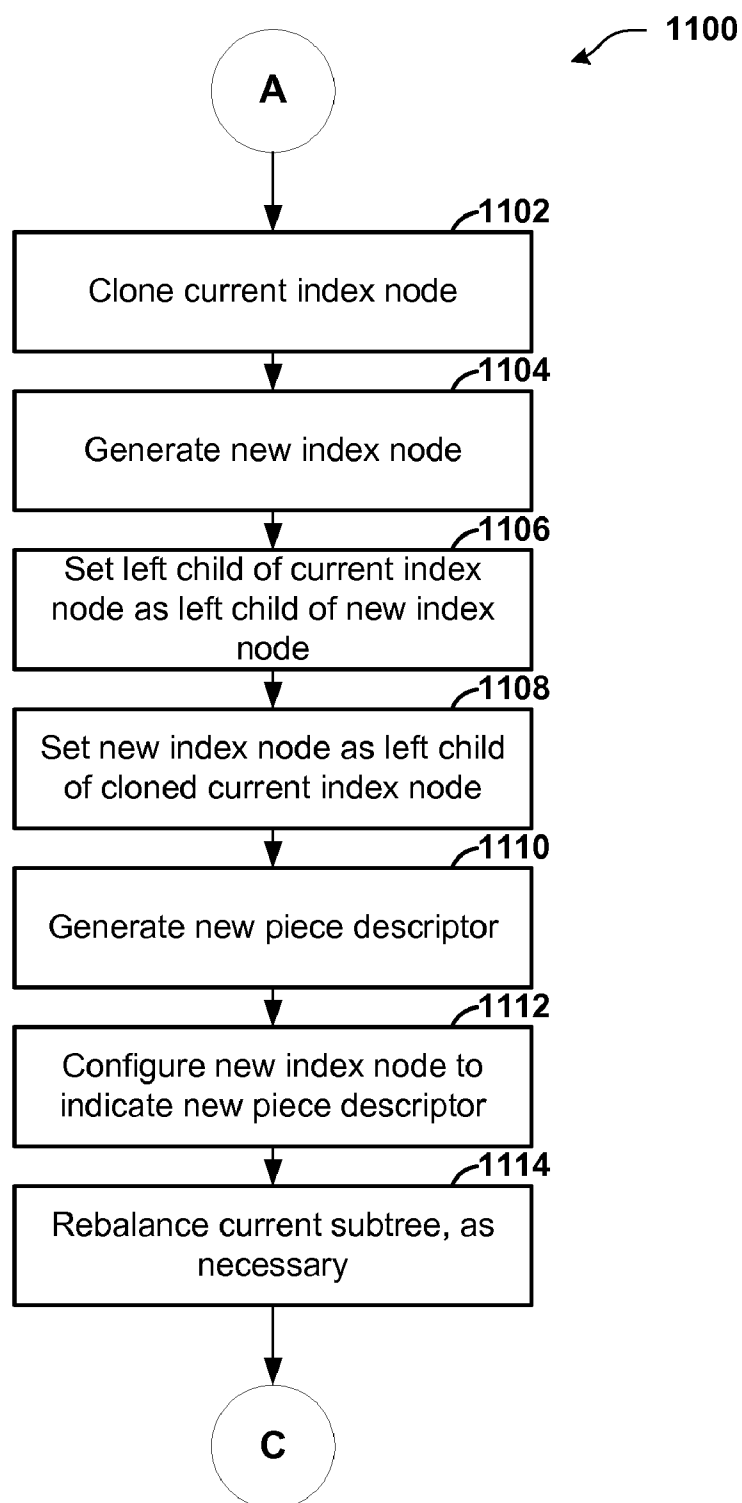 1100
A
1102
Clone current index node
1104
Generate new index node
1106
Set left child of current index
node as left child of new index
node
1108
Set new index node as left child
of cloned current index node
1110
Generate new piece descriptor
1112
Configure new index node to
indicate new piece descriptor
1114
Rebalance current subtree, as
necessary
C